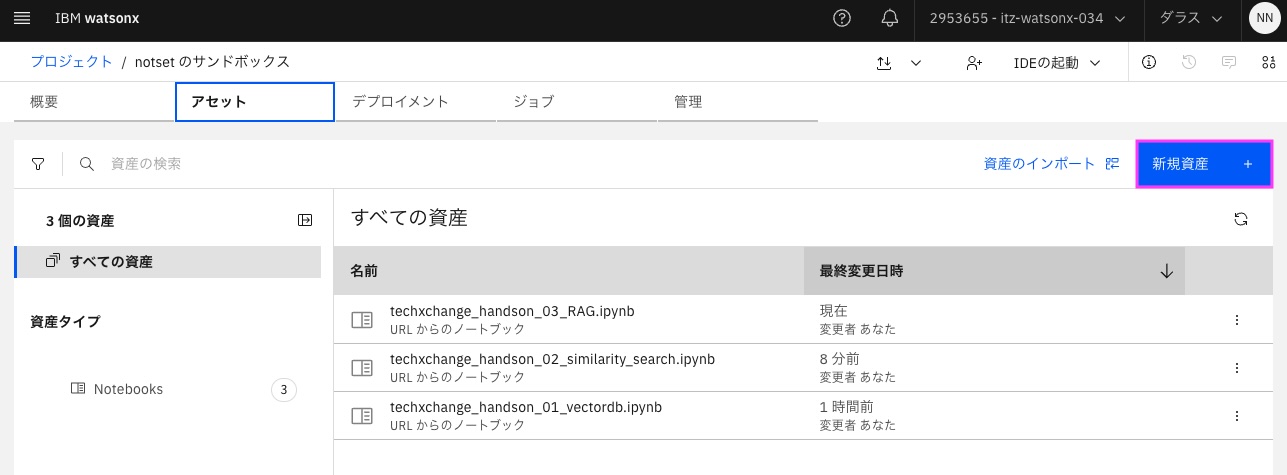 IBM watsonx
2953655 - itz-watsonx-034
ダラス
NN
プロジェクト / notset のサンドボックス
IDEの起動
概要
アセット
デプロイメント
ジョブ
管理
資産の検索
資産のインポート
新規資産 +
3 個の資産
すべての資産
資産タイプ
Notebooks
3
すべての資産
名前
最終変更日時
techxchange_handson_03_RAG.ipynb
URL からのノートブック
現在
変更者 あなた
techxchange_handson_02_similarity_search.ipynb
URL からのノートブック
8 分前
変更者 あなた
techxchange_handson_01_vectordb.ipynb
URL からのノートブック
1 時間前
変更者 あなた